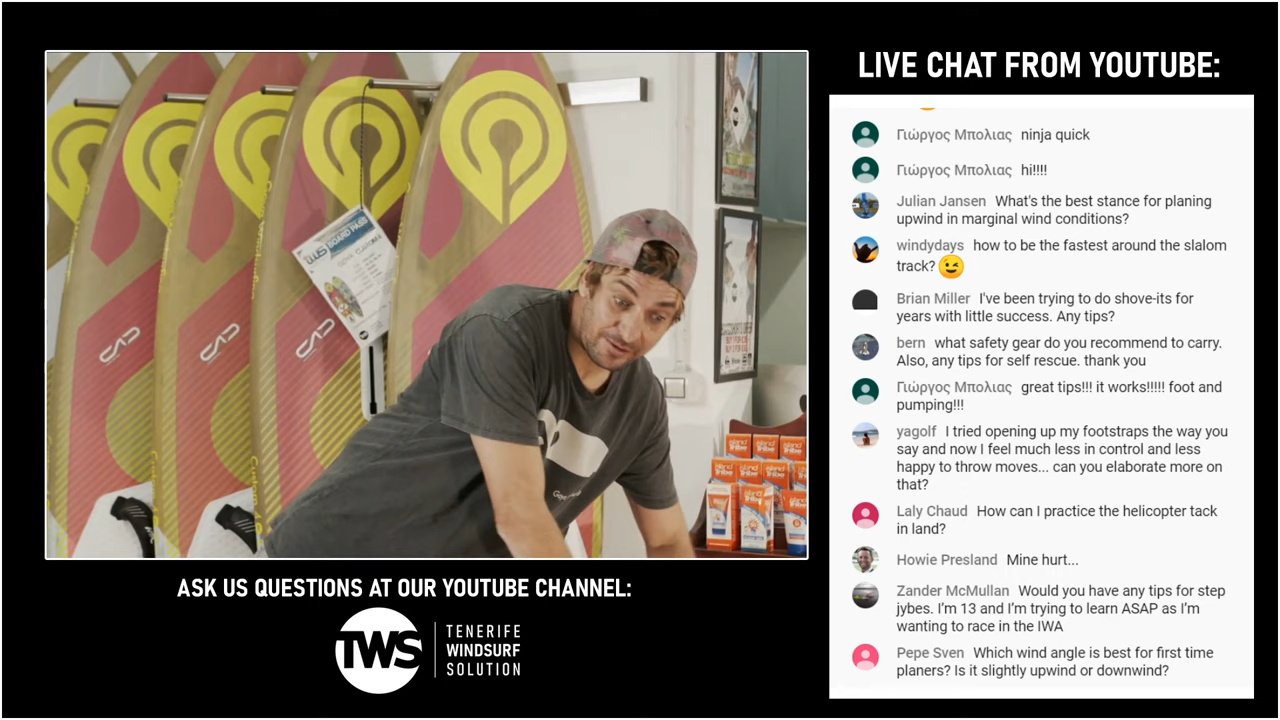 LIVE CHAT FROM YOUTUBE:
Γιώργος Μπολιας ninja quick
Γιώργος Μπολιας hi!!!!
Julian Jansen What's the best stance for planing
upwind in marginal wind conditions?
windydays how to be the fastest around the slalom
track? 😉
Brian Miller I've been trying to do shove-its for
years with little success. Any tips?
bern what safety gear do you recommend to carry.
Also, any tips for self rescue. thank you
Γιώργος Μπολιας great tips!!! it works!!!!! foot and
pumping!!!
yagolf I tried opening up my footstraps the way you
say and now I feel much less in control and less
happy to throw moves... can you elaborate more on
that?
Laly Chaud How can I practice the helicopter tack
in land?
Howie Presland Mine hurt...
Zander McMullan Would you have any tips for step
jybes. I'm 13 and I'm trying to learn ASAP as I'm
wanting to race in the IWA
Pepe Sven Which wind angle is best for first time
planers? Is it slightly upwind or downwind?
BOARD PASS
island
Tribe
ASK US QUESTIONS AT OUR YOUTUBE CHANNEL:
TWS
TENERIFE
WINDSURF
SOLUTION